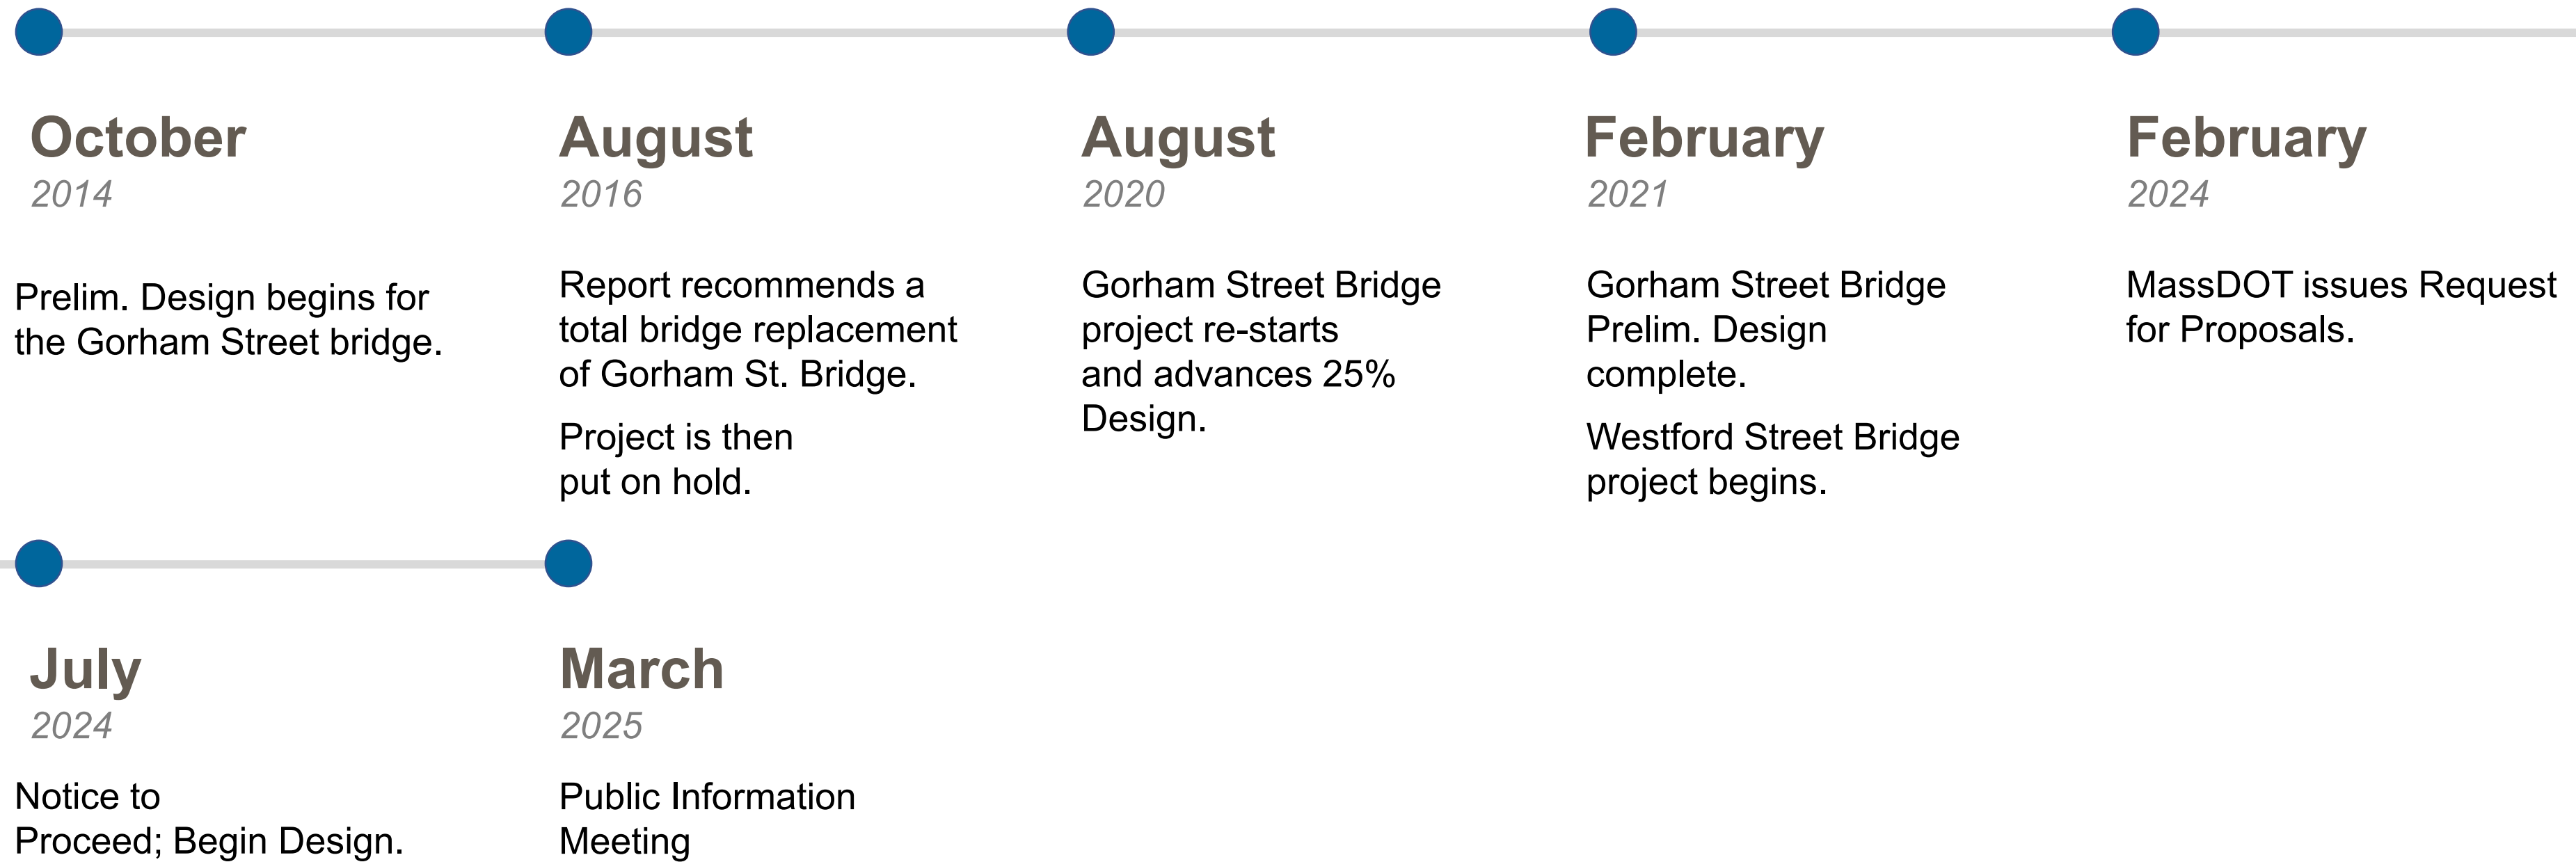 October
2014
Prelim. Design begins for
the Gorham Street bridge.
August
2016
Report recommends a
total bridge replacement
of Gorham St. Bridge.
Project is then
put on hold.
August
2020
Gorham Street Bridge
project re-starts
and advances 25%
Design.
February
2021
Gorham Street Bridge
Prelim. Design
complete.
Westford Street Bridge
project begins.
February
2024
MassDOT issues Request
for Proposals.
July
2024
Notice to
Proceed; Begin Design.
March
2025
Public Information
Meeting